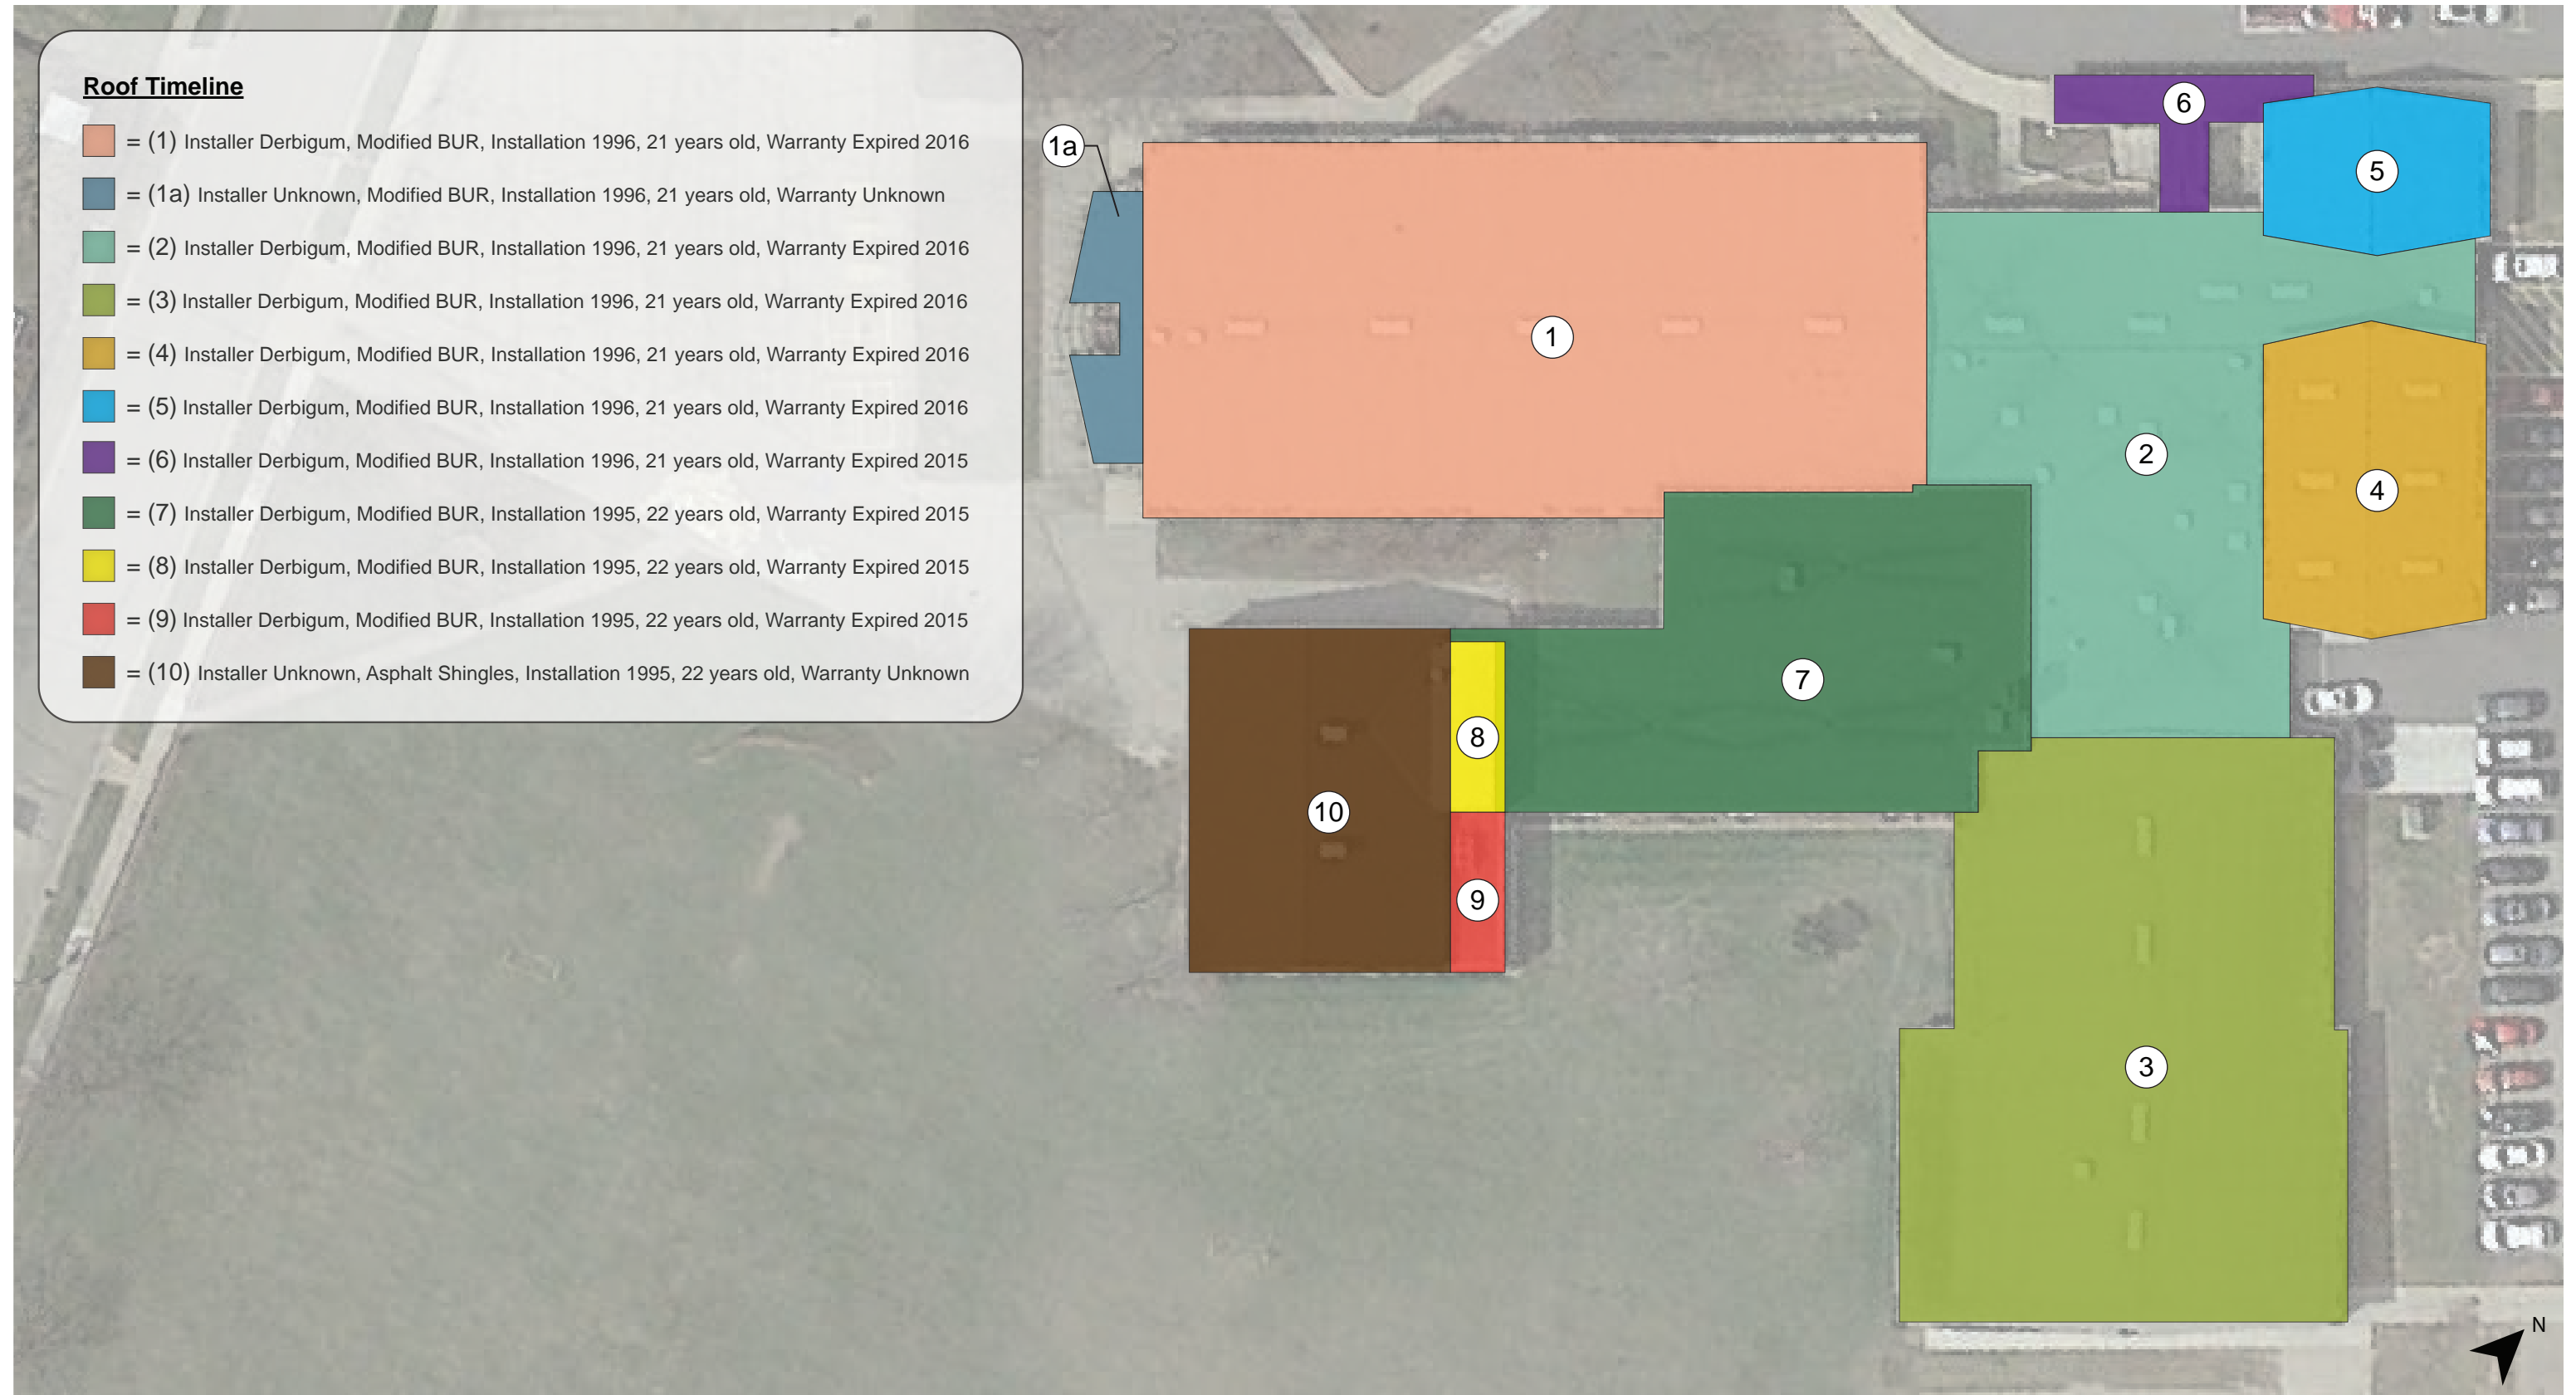 Roof Timeline
= (1) Installer Derbigum, Modified BUR, Installation 1996, 21 years old, Warranty Expired 2016
= (1a) Installer Unknown, Modified BUR, Installation 1996, 21 years old, Warranty Unknown
= (2) Installer Derbigum, Modified BUR, Installation 1996, 21 years old, Warranty Expired 2016
= (3) Installer Derbigum, Modified BUR, Installation 1996, 21 years old, Warranty Expired 2016
= (4) Installer Derbigum, Modified BUR, Installation 1996, 21 years old, Warranty Expired 2016
= (5) Installer Derbigum, Modified BUR, Installation 1996, 21 years old, Warranty Expired 2016
= (6) Installer Derbigum, Modified BUR, Installation 1996, 21 years old, Warranty Expired 2015
= (7) Installer Derbigum, Modified BUR, Installation 1995, 22 years old, Warranty Expired 2015
= (8) Installer Derbigum, Modified BUR, Installation 1995, 22 years old, Warranty Expired 2015
= (9) Installer Derbigum, Modified BUR, Installation 1995, 22 years old, Warranty Expired 2015
= (10) Installer Unknown, Asphalt Shingles, Installation 1995, 22 years old, Warranty Unknown
1a
6
5
1
2
4
7
8
10
9
3
N